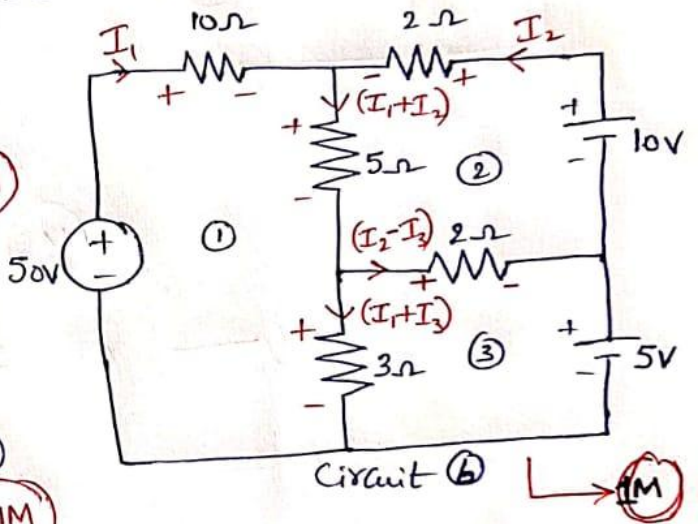 10Ω 2Ω
I₁ I₂
+ - - +
(I₁+I₂)
+ 5Ω - ②
+ 10V -
①
50V + -
(I₂-I₃) 2Ω
+ -
(I₁+I₃)
+ 3Ω - ③
+ 5V -
Circuit ⓑ
1M
M